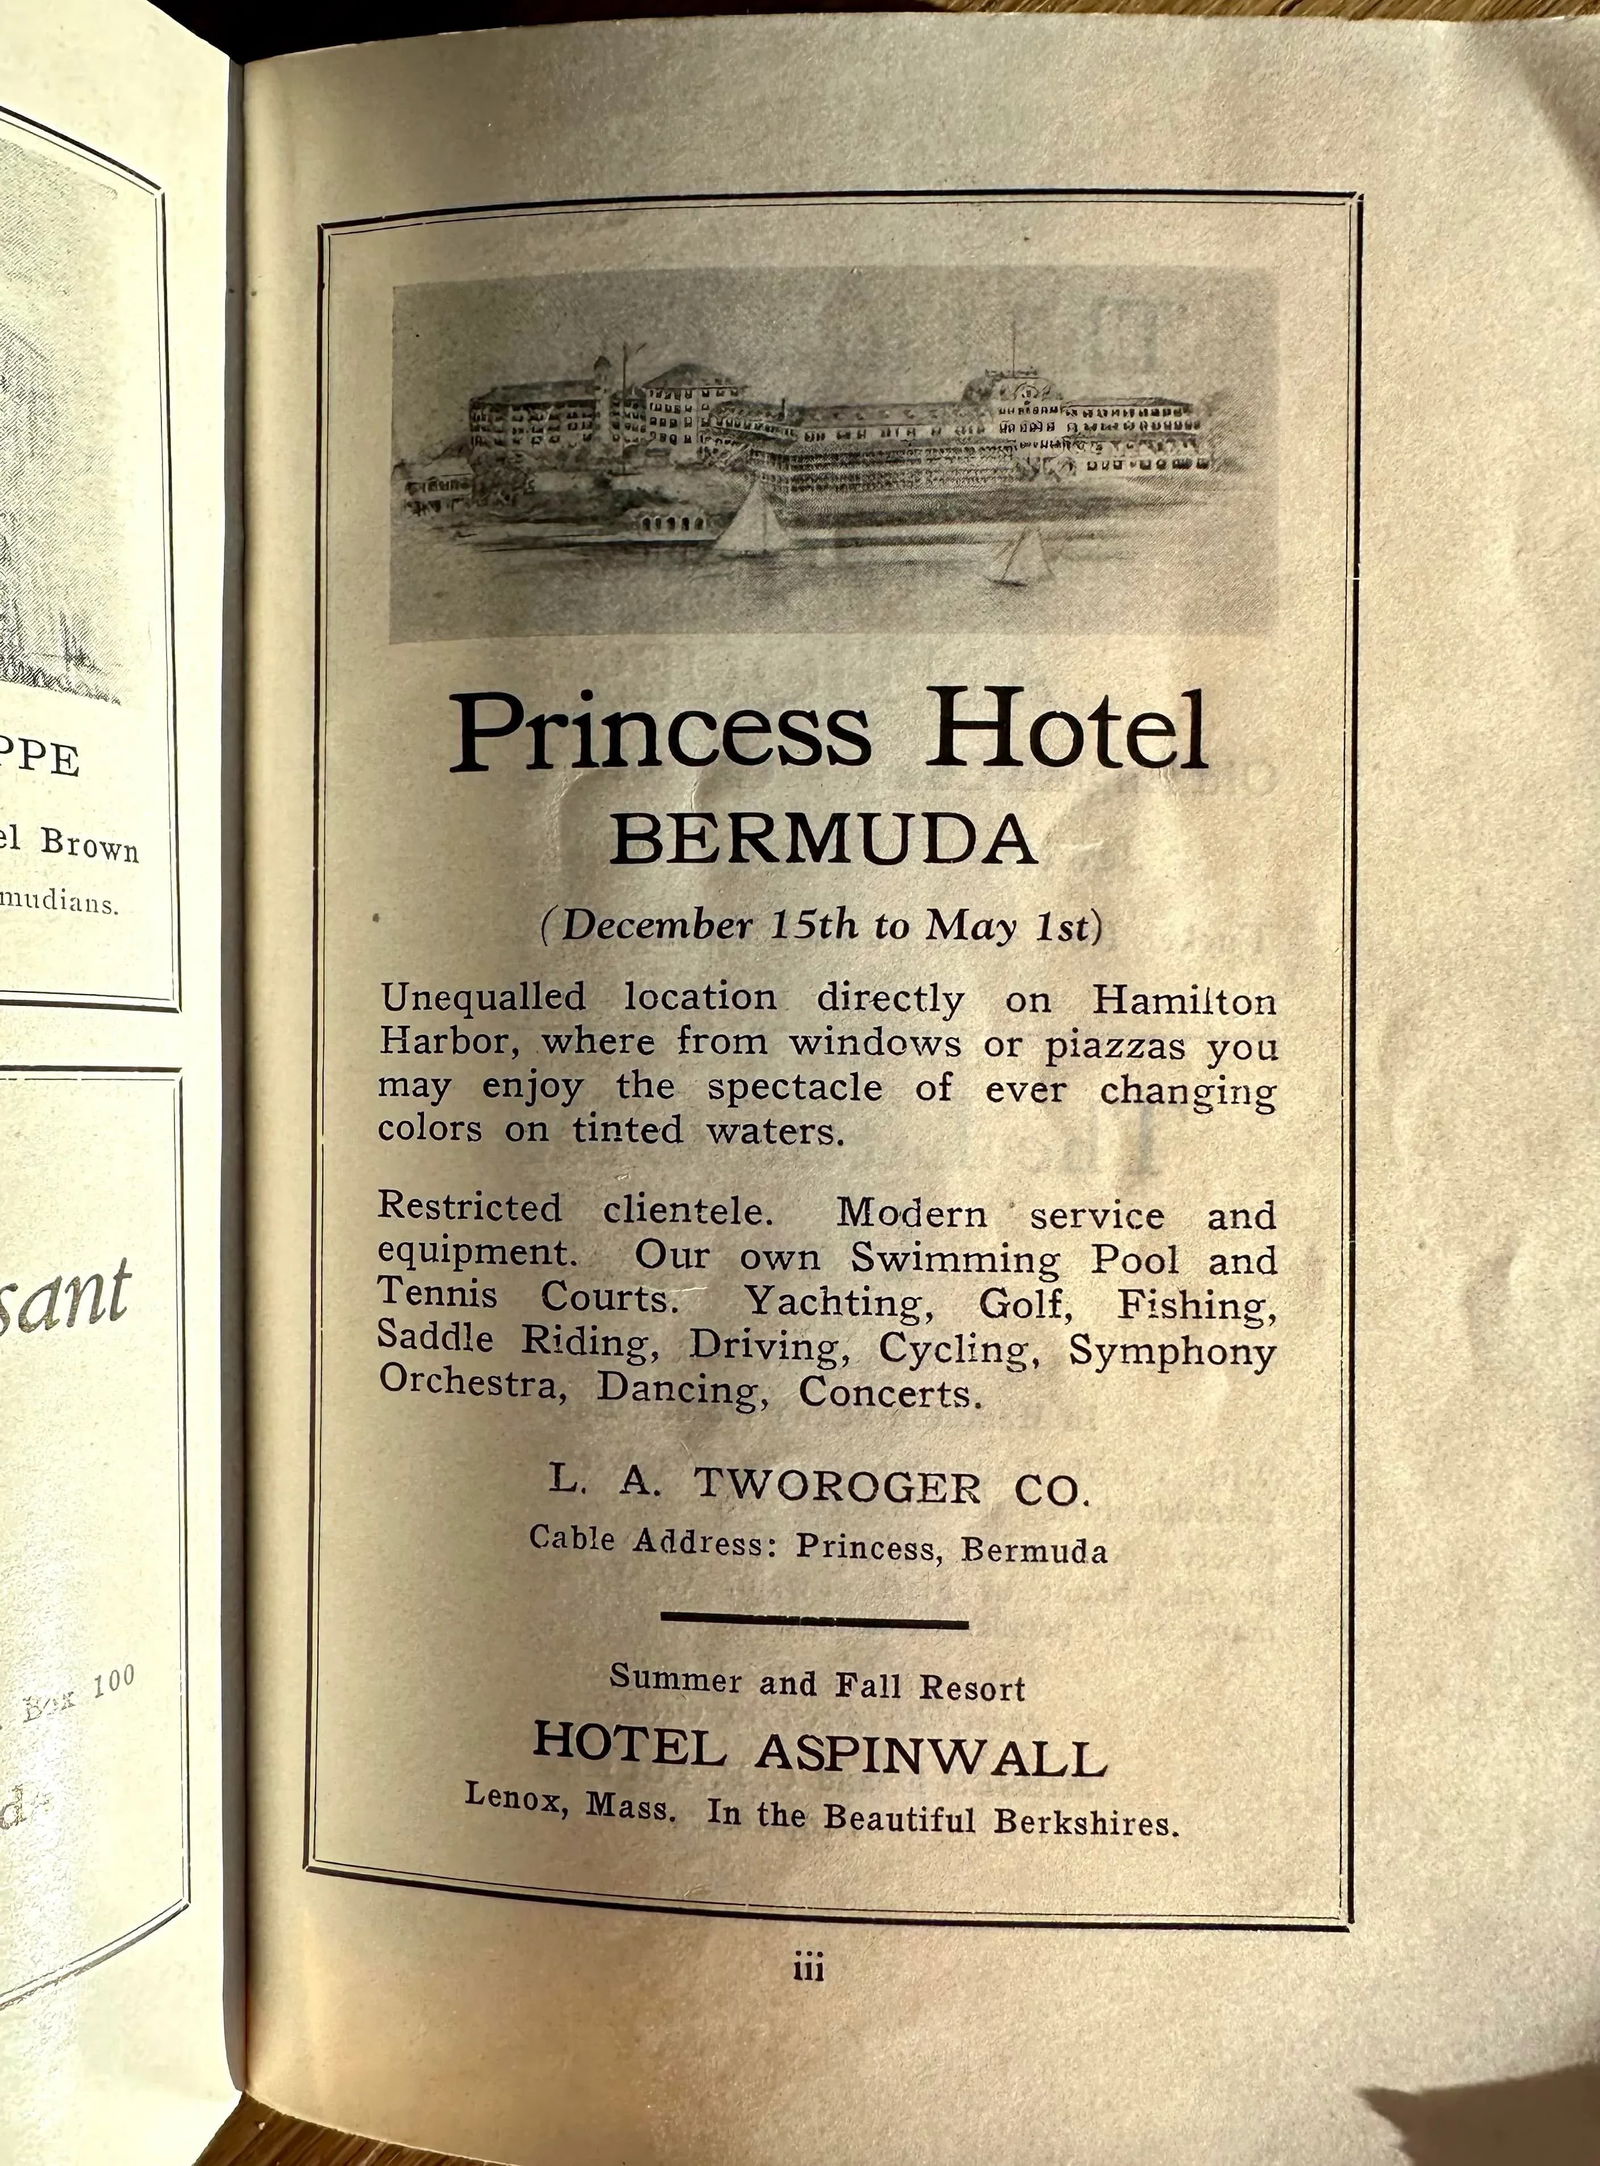 PPE
el Brown
mudians.
sant
Box 100
Princess Hotel
BERMUDA
(December 15th to May 1st)
Unequalled location directly on Hamilton
Harbor, where from windows or piazzas you
may enjoy the spectacle of ever changing
colors on tinted waters.
Restricted clientele. Modern service and
equipment. Our own Swimming Pool and
Tennis Courts. Yachting, Golf, Fishing,
Saddle Riding, Driving, Cycling, Symphony
Orchestra, Dancing, Concerts.
L. A. TWOROGER CO.
Cable Address: Princess, Bermuda
Summer and Fall Resort
HOTEL ASPINWALL
Lenox, Mass. In the Beautiful Berkshires.
iii